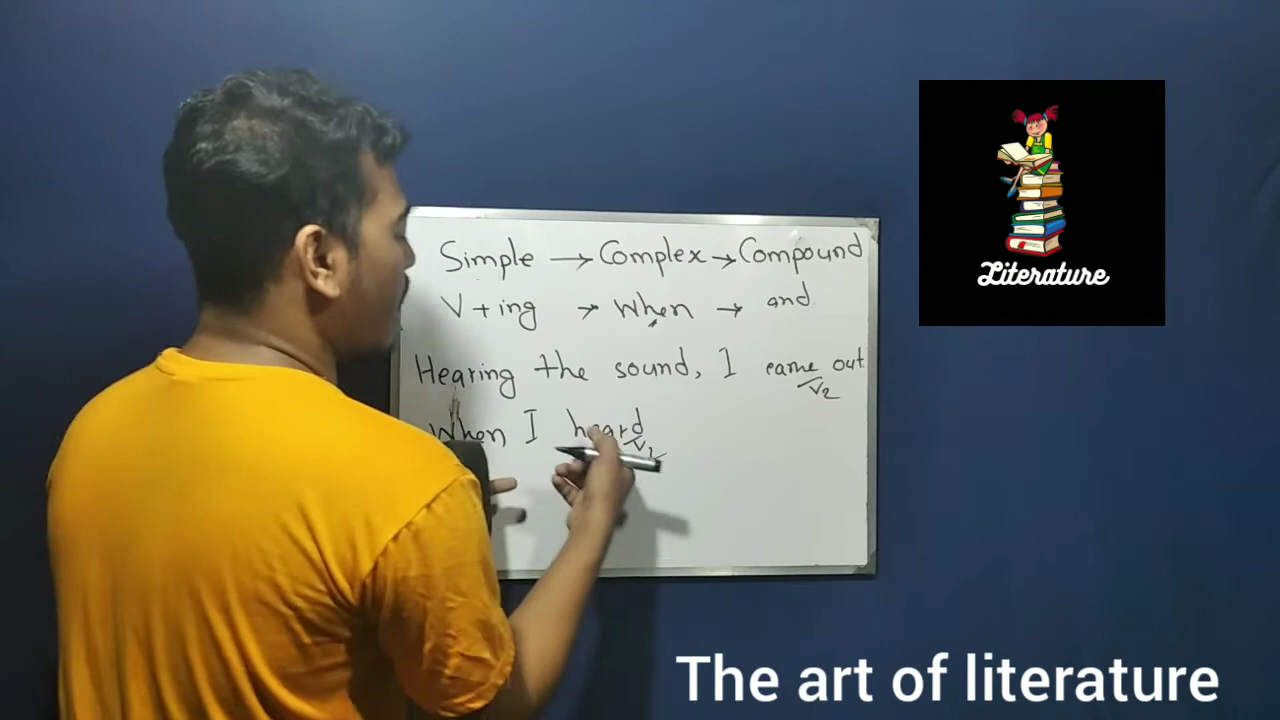 Simple → Complex → Compound
V + ing → When → and
Hearing the sound, I came out
V2
When I heard
V2
Literature
The art of literature